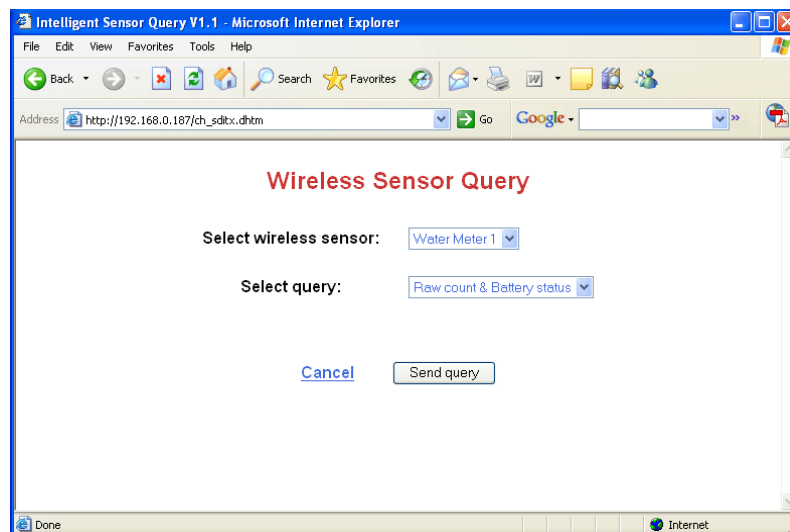 Intelligent Sensor Query V1.1 - Microsoft Internet Explorer
File Edit View Favorites Tools Help
Back Search Favorites
Address http://192.168.0.187/ch_sditx.dhtm Go Google
Wireless Sensor Query
Select wireless sensor: Water Meter 1
Select query: Raw count & Battery status
Cancel Send query
Done Internet